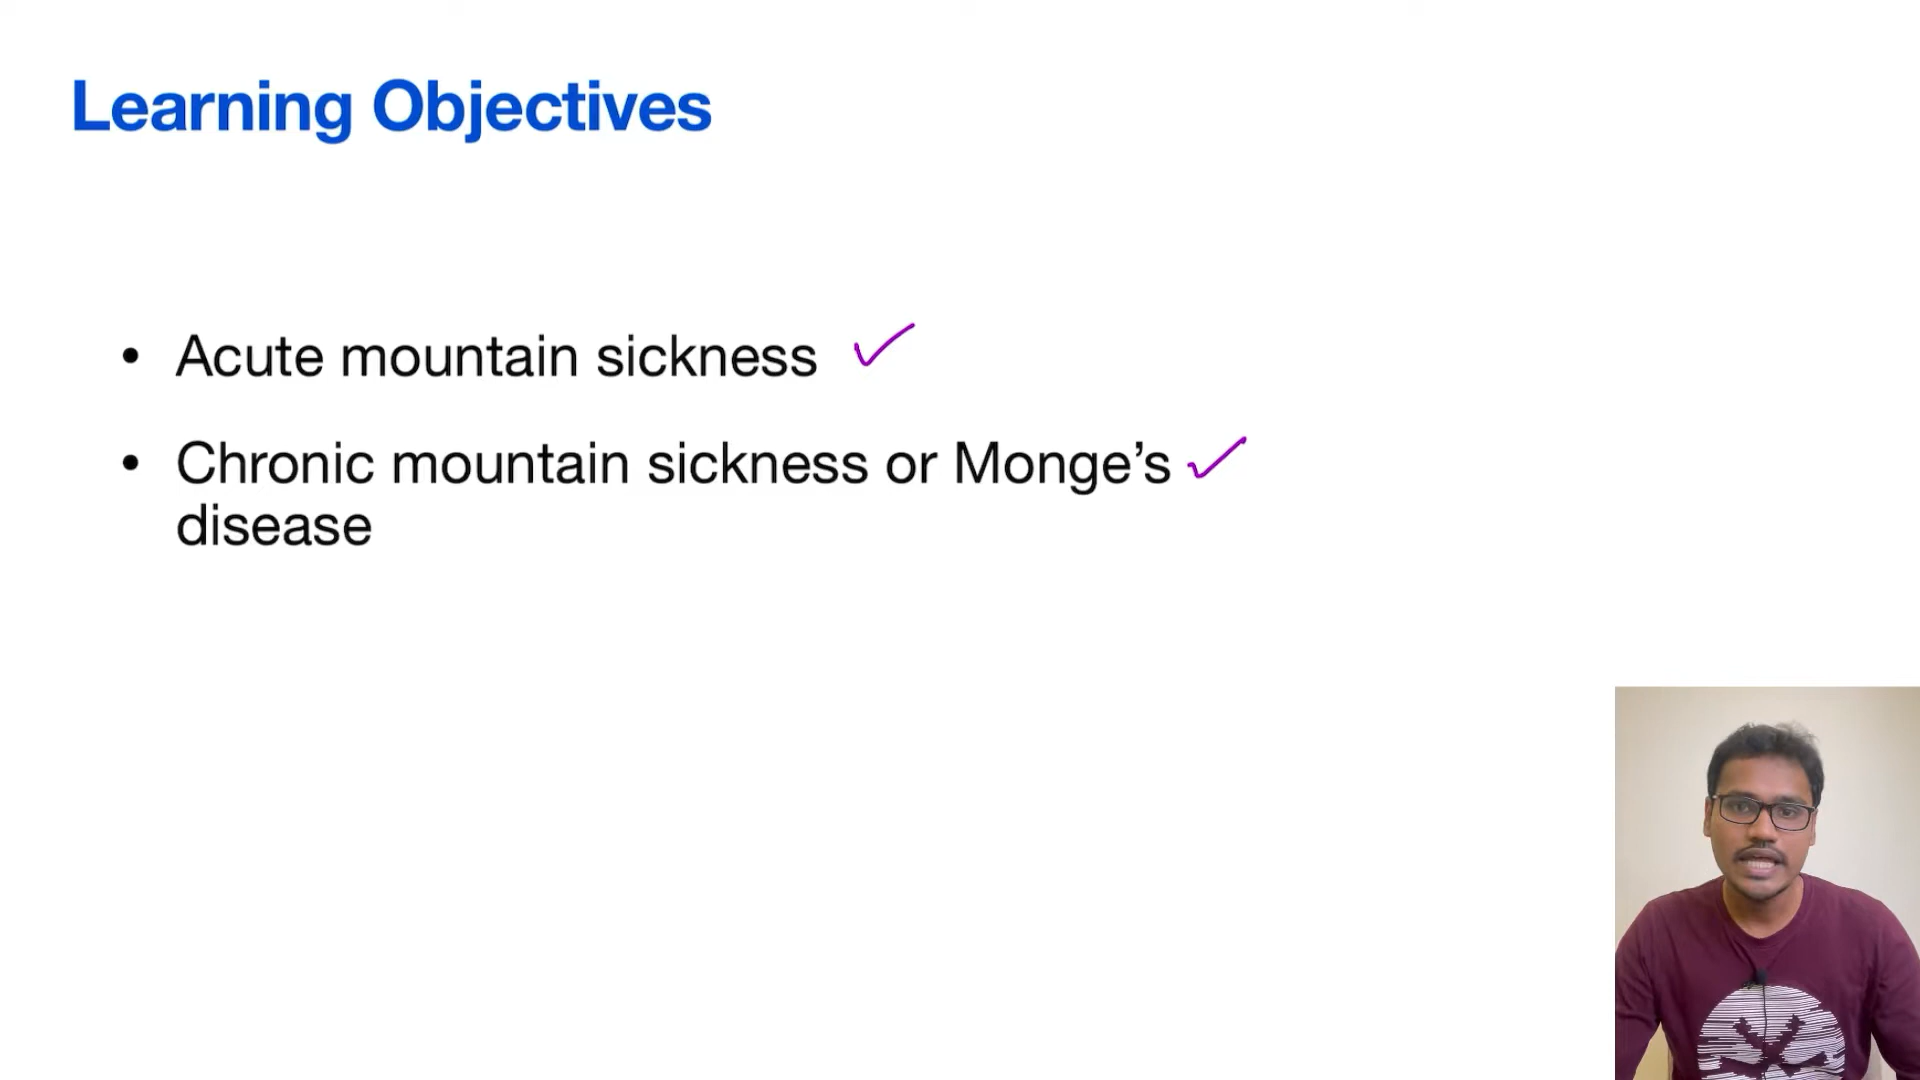 Learning Objectives
• Acute mountain sickness
• Chronic mountain sickness or Monge’s
disease